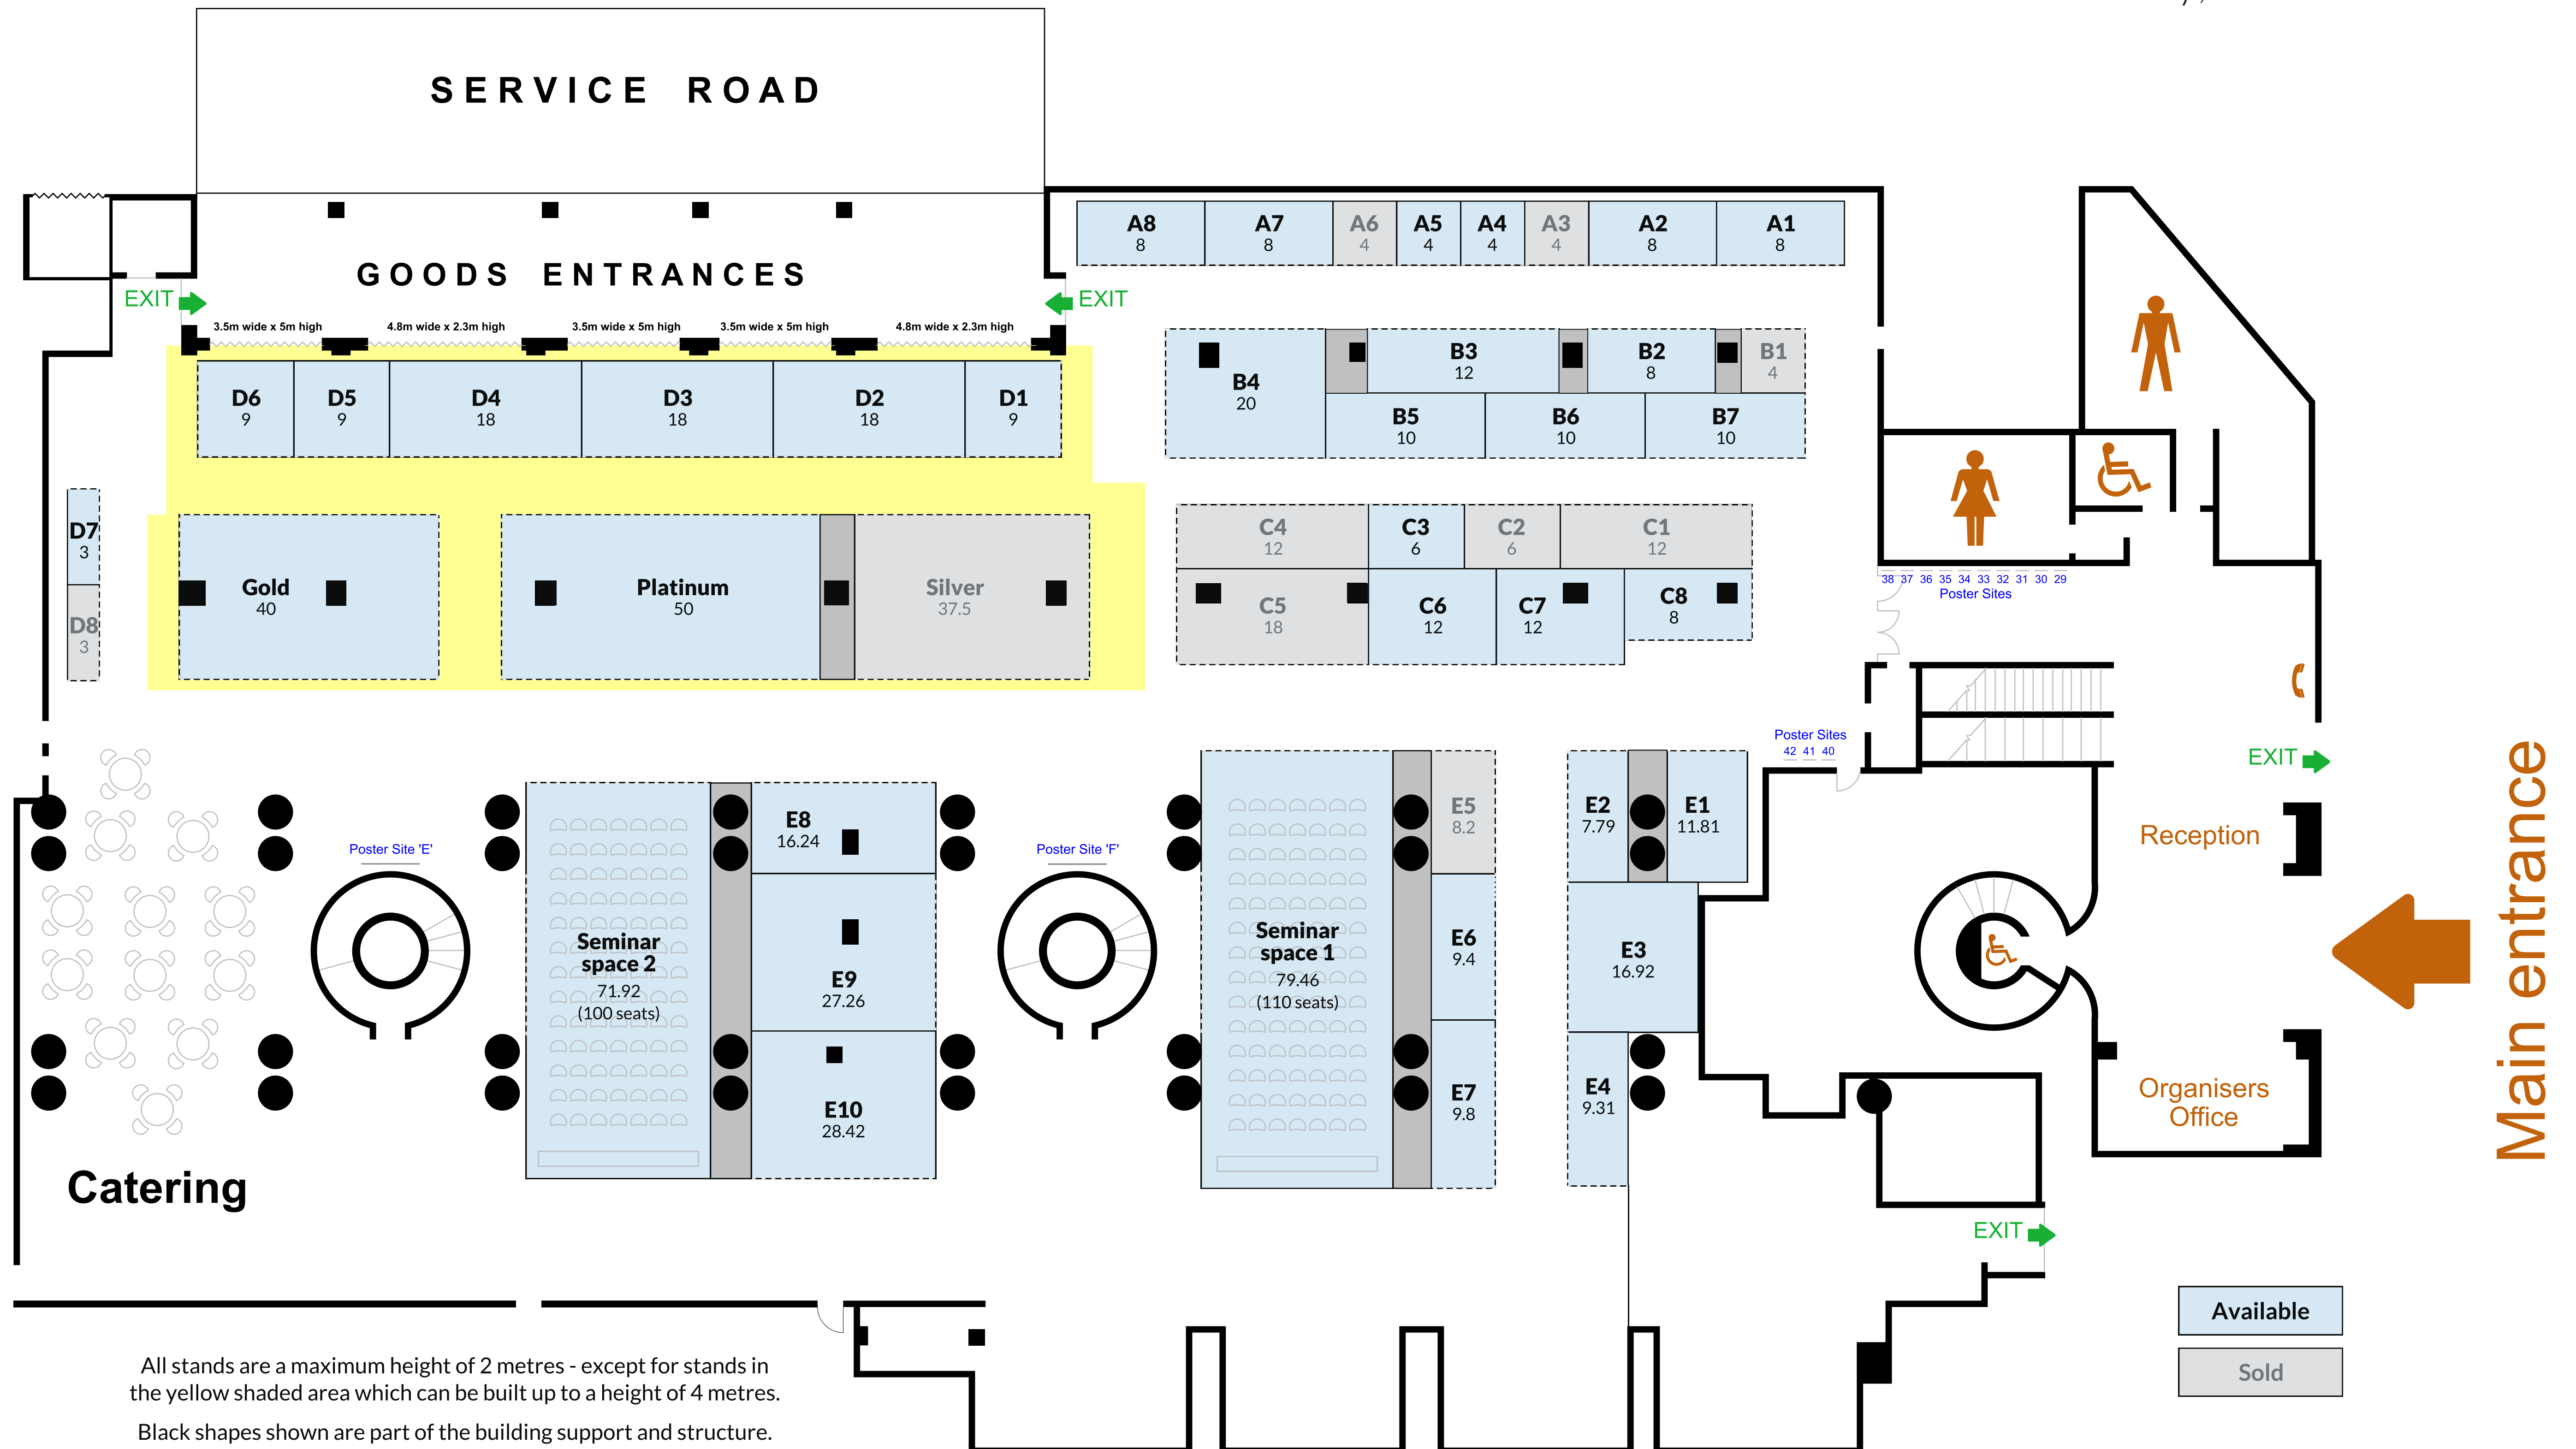 SERVICE ROAD
GOODS ENTRANCES
EXIT
EXIT
3.5m wide x 5m high
4.8m wide x 2.3m high
3.5m wide x 5m high
3.5m wide x 5m high
4.8m wide x 2.3m high
A8
8
A7
8
A6
4
A5
4
A4
4
A3
4
A2
8
A1
8
B4
20
B3
12
B2
8
B1
4
B5
10
B6
10
B7
10
D6
9
D5
9
D4
18
D3
18
D2
18
D1
9
D7
3
D8
3
Gold
40
Platinum
50
Silver
37.5
C4
12
C3
6
C2
6
C1
12
C5
18
C6
12
C7
12
C8
8
38 37 36 35 34 33 32 31 30 29
Poster Sites
Poster Sites
42 41 40
EXIT
Poster Site 'E'
Seminar
space 2
71.92
(100 seats)
E8
16.24
E9
27.26
E10
28.42
Poster Site 'F'
Seminar
space 1
79.46
(110 seats)
E5
8.2
E6
9.4
E7
9.8
E2
7.79
E1
11.81
E3
16.92
E4
9.31
Reception
Organisers
Office
Main entrance
Catering
EXIT
Available
Sold
All stands are a maximum height of 2 metres - except for stands in
the yellow shaded area which can be built up to a height of 4 metres.
Black shapes shown are part of the building support and structure.